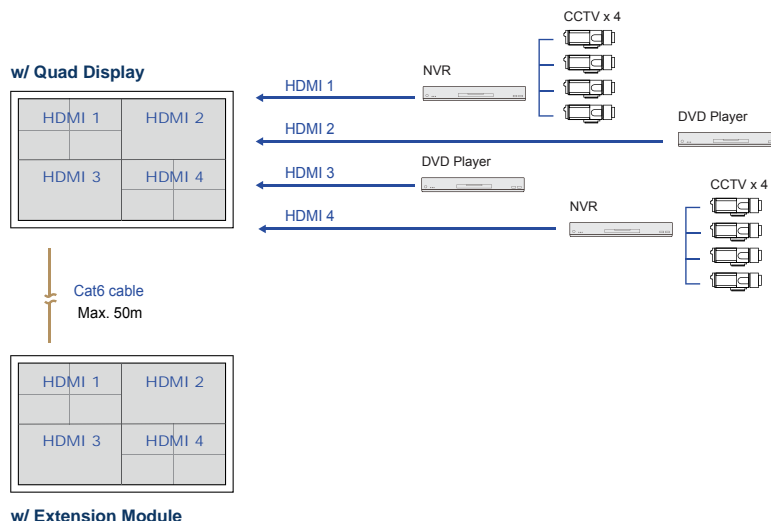 CCTV x 4
w/ Quad Display
NVR
HDMI 1
HDMI 1
HDMI 2
HDMI 2
DVD Player
DVD Player
HDMI 3
HDMI 3
HDMI 4
CCTV x 4
NVR
HDMI 4
Cat6 cable
Max. 50m
HDMI 1
HDMI 2
HDMI 3
HDMI 4
w/ Extension Module